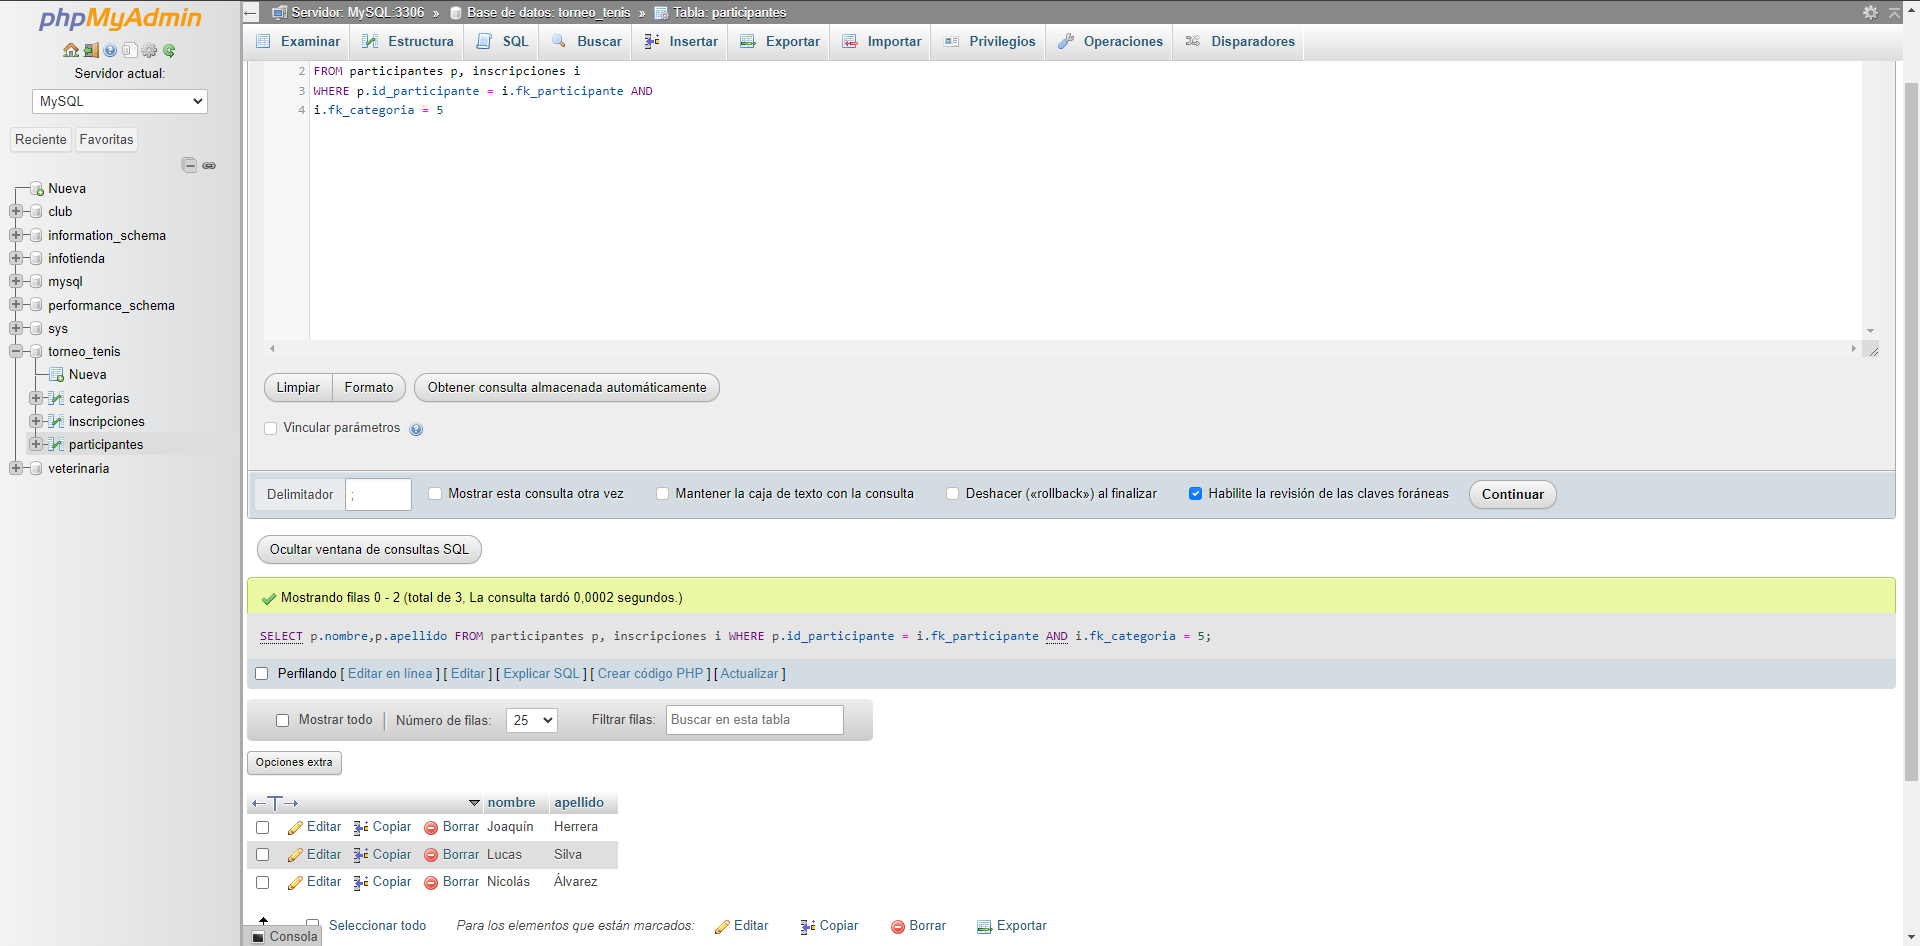 phpMyAdmin
Servidor actual:
MySQL
Reciente Favoritas
Nueva
club
information_schema
infotienda
mysql
performance_schema
sys
torneo_tenis
Nueva
categorias
inscripciones
participantes
veterinaria
Servidor: MySQL:3306 » Base de datos: torneo_tenis » Tabla: participantes
Examinar Estructura SQL Buscar Insertar Exportar Importar Privilegios Operaciones Disparadores
2 FROM participantes p, inscripciones i
3 WHERE p.id_participante = i.fk_participante AND
4 i.fk_categoria = 5
Limpiar Formato Obtener consulta almacenada automáticamente
Vincular parámetros
Delimitador ; Mostrar esta consulta otra vez Mantener la caja de texto con la consulta Deshacer («rollback») al finalizar Habilite la revisión de las claves foráneas Continuar
Ocultar ventana de consultas SQL
Mostrando filas 0 - 2 (total de 3, La consulta tardó 0,0002 segundos.)
SELECT p.nombre,p.apellido FROM participantes p, inscripciones i WHERE p.id_participante = i.fk_participante AND i.fk_categoria = 5;
Perfilando [ Editar en línea ] [ Editar ] [ Explicar SQL ] [ Crear código PHP ] [ Actualizar ]
Mostrar todo Número de filas: 25 Filtrar filas: Buscar en esta tabla
Opciones extra
←T→ nombre apellido
Editar Copiar Borrar Joaquín Herrera
Editar Copiar Borrar Lucas Silva
Editar Copiar Borrar Nicolás Álvarez
Seleccionar todo Para los elementos que están marcados: Editar Copiar Borrar Exportar
Consola